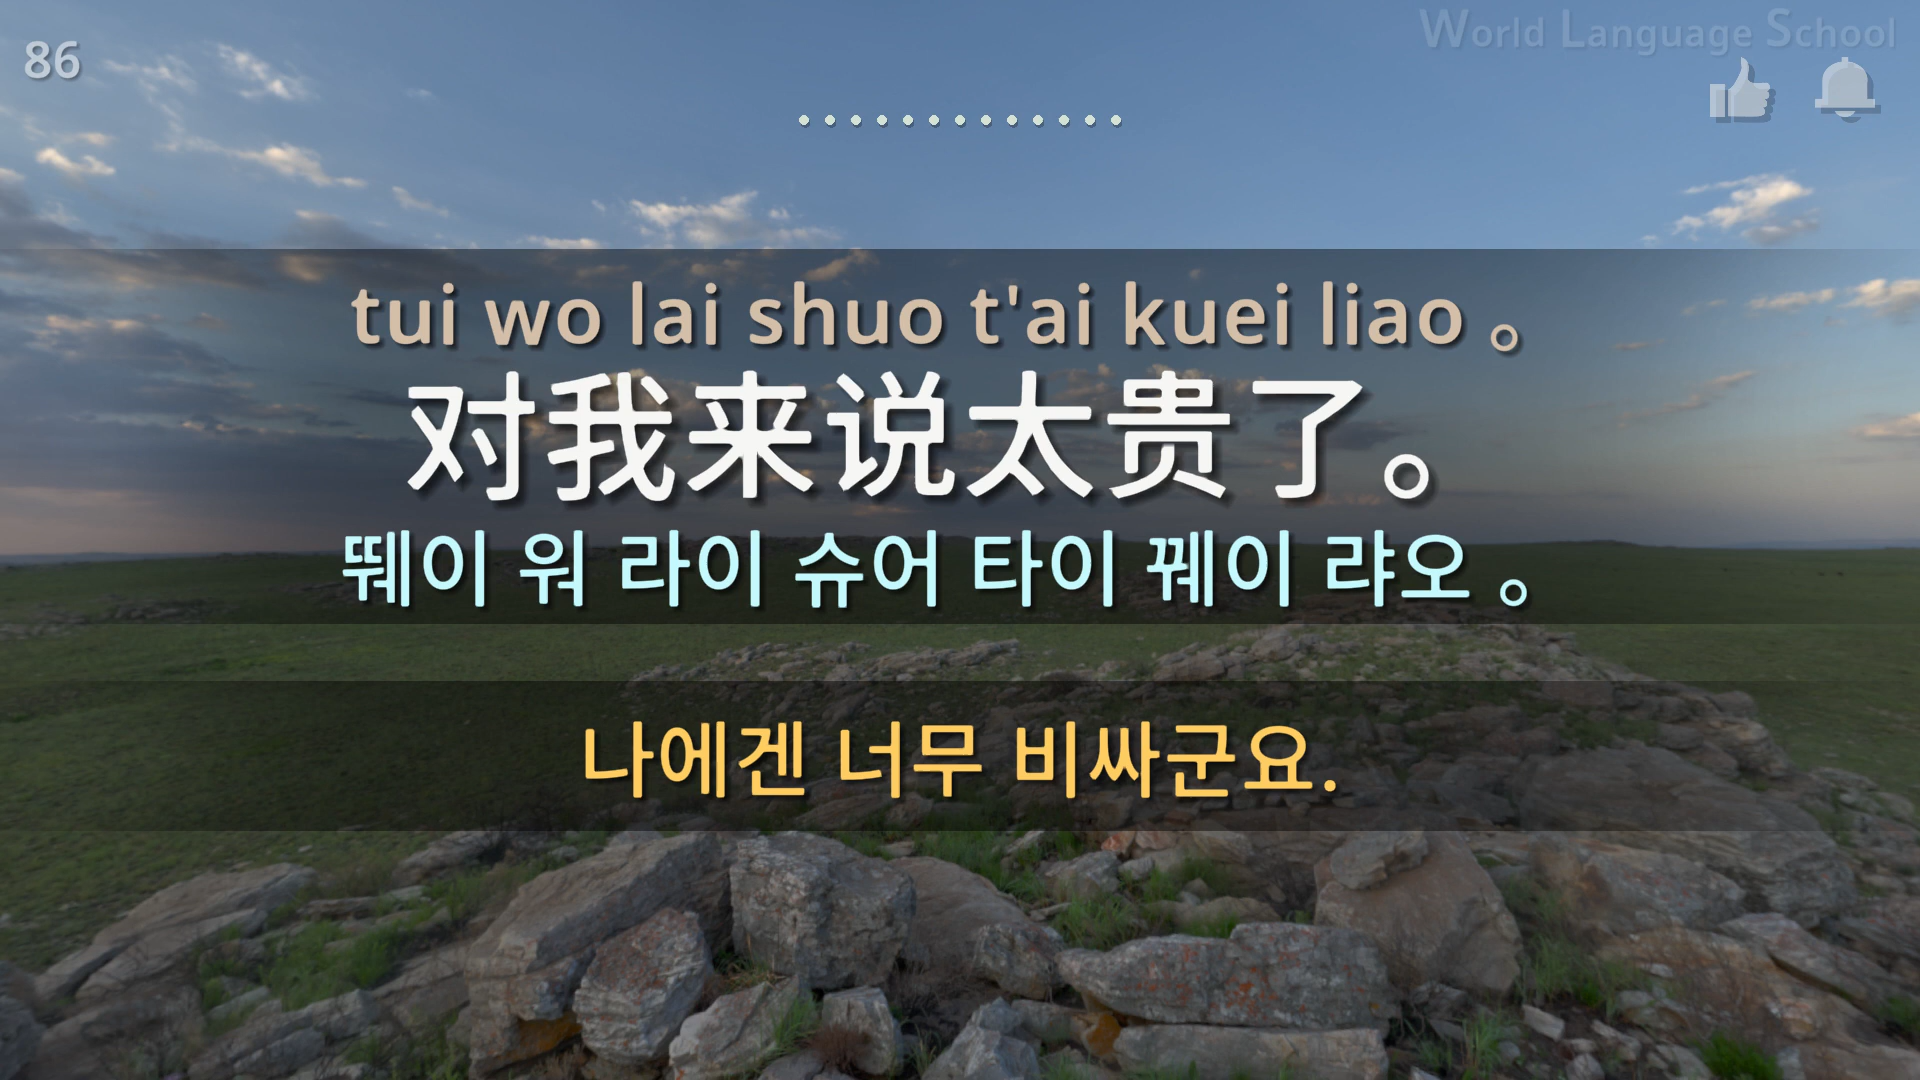 World Language School
86
tui wo lai shuo t'ai kuei liao 。
对我来说太贵了。
뛔이 워 라이 슈어 타이 꿰이 랴오 。
나에겐 너무 비싸군요.